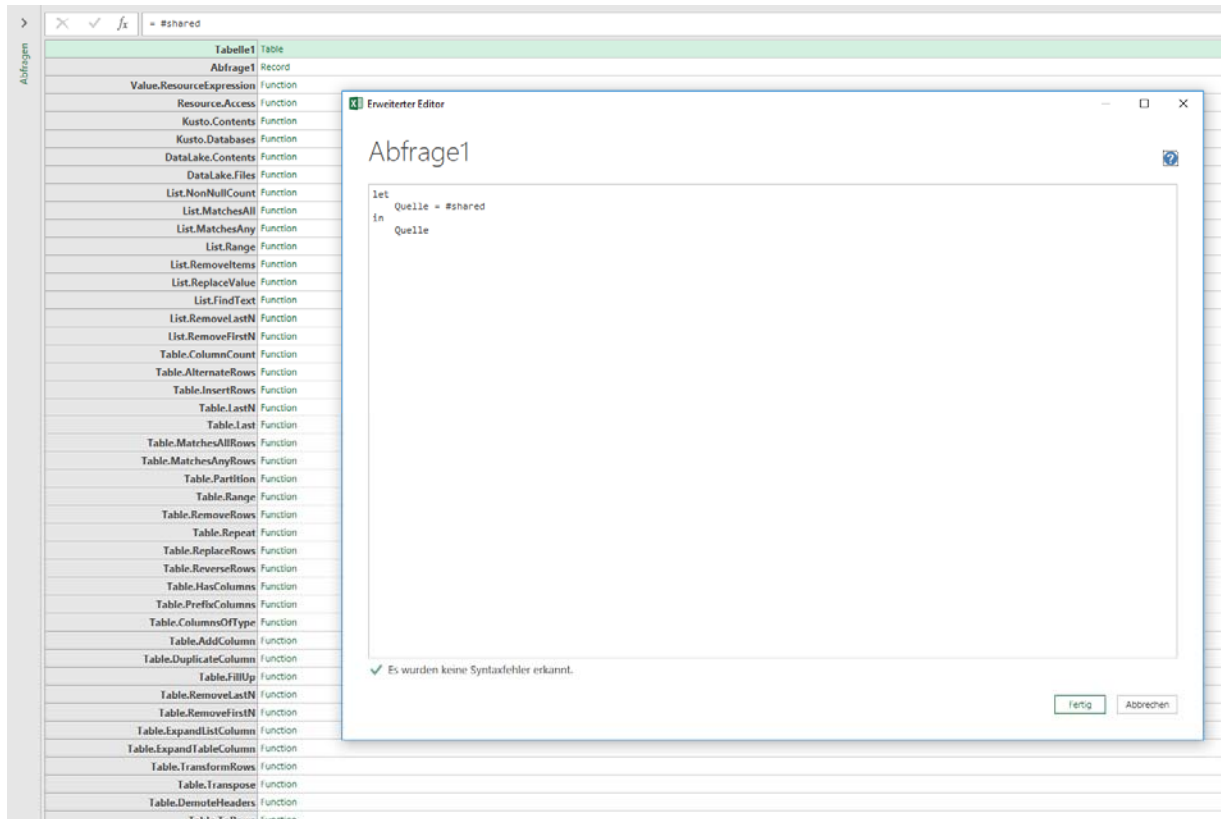 = #shared
Abfragen
Tabelle1 Table
Abfrage1 Record
Value.ResourceExpression Function
Resource.Access Function
Kusto.Contents Function
Kusto.Databases Function
DataLake.Contents Function
DataLake.Files Function
List.NonNullCount Function
List.MatchesAll Function
List.MatchesAny Function
List.Range Function
List.RemoveItems Function
List.ReplaceValue Function
List.FindText Function
List.RemoveLastN Function
List.RemoveFirstN Function
Table.ColumnCount Function
Table.AlternateRows Function
Table.InsertRows Function
Table.LastN Function
Table.Last Function
Table.MatchesAllRows Function
Table.MatchesAnyRows Function
Table.Partition Function
Table.Range Function
Table.RemoveRows Function
Table.Repeat Function
Table.ReplaceRows Function
Table.ReverseRows Function
Table.HasColumns Function
Table.PrefixColumns Function
Table.ColumnsOfType Function
Table.AddColumn Function
Table.DuplicateColumn Function
Table.FillUp Function
Table.RemoveLastN Function
Table.RemoveFirstN Function
Table.ExpandListColumn Function
Table.ExpandTableColumn Function
Table.TransformRows Function
Table.Transpose Function
Table.DemoteHeaders Function
Erweiterter Editor
Abfrage1
let
Quelle = #shared
in
Quelle
Es wurden keine Syntaxfehler erkannt.
Fertig
Abbrechen